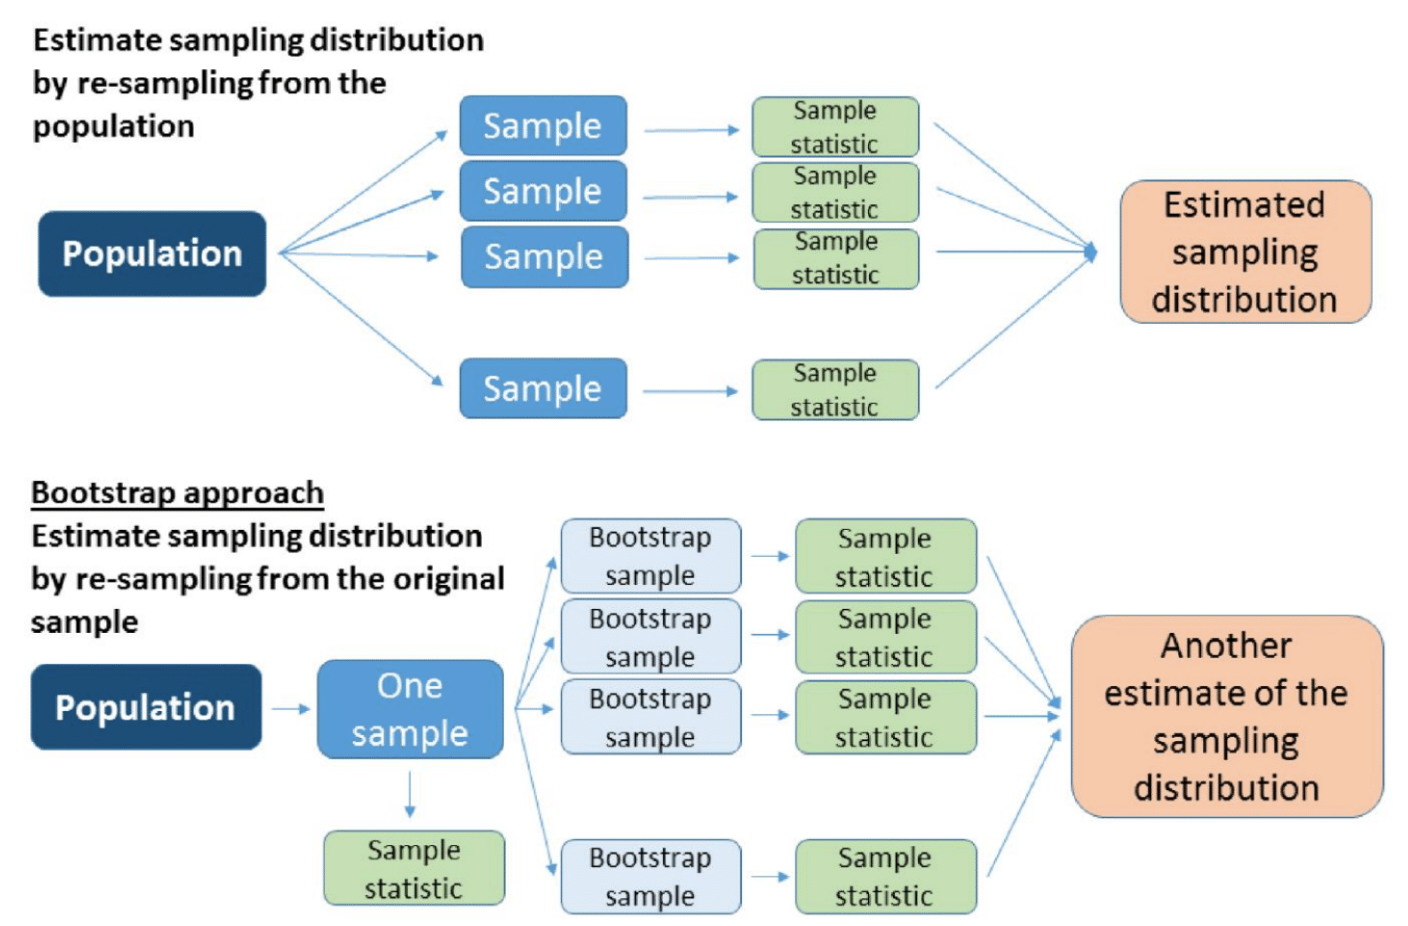 Estimate sampling distribution
by re-sampling from the
population
Population
Sample
Sample
statistic
Sample
Sample
statistic
Sample
Sample
statistic
Sample
Sample
statistic
Estimated
sampling
distribution
Bootstrap approach
Estimate sampling distribution
by re-sampling from the original
sample
Population
One
sample
Sample
statistic
Bootstrap
sample
Sample
statistic
Bootstrap
sample
Sample
statistic
Bootstrap
sample
Sample
statistic
Bootstrap
sample
Sample
statistic
Another
estimate of the
sampling
distribution